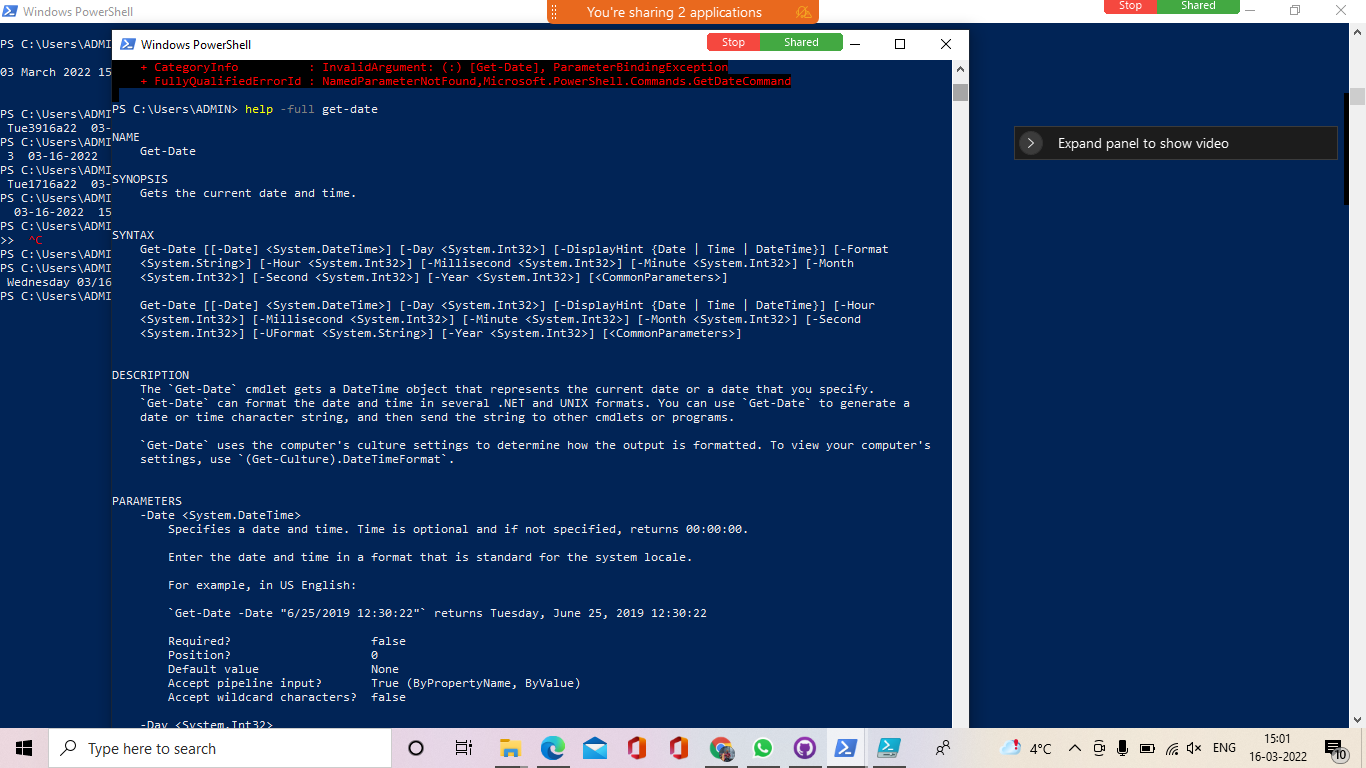 Windows PowerShell
You're sharing 2 applications
Stop Shared
PS C:\Users\ADMI
03 March 2022 15
PS C:\Users\ADMI
Tue3916a22  03-
PS C:\Users\ADMI
3  03-16-2022
PS C:\Users\ADMI
Tue1716a22  03-
PS C:\Users\ADMI
03-16-2022  15
PS C:\Users\ADMI
>>  ^C
PS C:\Users\ADMI
PS C:\Users\ADMI
Wednesday 03/16
PS C:\Users\ADMI
Windows PowerShell
Stop Shared
+ CategoryInfo          : InvalidArgument: (:) [Get-Date], ParameterBindingException
+ FullyQualifiedErrorId : NamedParameterNotFound,Microsoft.PowerShell.Commands.GetDateCommand
PS C:\Users\ADMIN> help -full get-date
NAME
Get-Date
SYNOPSIS
Gets the current date and time.
SYNTAX
Get-Date [[-Date] <System.DateTime>] [-Day <System.Int32>] [-DisplayHint {Date | Time | DateTime}] [-Format
<System.String>] [-Hour <System.Int32>] [-Millisecond <System.Int32>] [-Minute <System.Int32>] [-Month
<System.Int32>] [-Second <System.Int32>] [-Year <System.Int32>] [<CommonParameters>]
Get-Date [[-Date] <System.DateTime>] [-Day <System.Int32>] [-DisplayHint {Date | Time | DateTime}] [-Hour
<System.Int32>] [-Millisecond <System.Int32>] [-Minute <System.Int32>] [-Month <System.Int32>] [-Second
<System.Int32>] [-UFormat <System.String>] [-Year <System.Int32>] [<CommonParameters>]
DESCRIPTION
The `Get-Date` cmdlet gets a DateTime object that represents the current date or a date that you specify.
`Get-Date` can format the date and time in several .NET and UNIX formats. You can use `Get-Date` to generate a
date or time character string, and then send the string to other cmdlets or programs.
`Get-Date` uses the computer's culture settings to determine how the output is formatted. To view your computer's
settings, use `(Get-Culture).DateTimeFormat`.
PARAMETERS
-Date <System.DateTime>
Specifies a date and time. Time is optional and if not specified, returns 00:00:00.
Enter the date and time in a format that is standard for the system locale.
For example, in US English:
`Get-Date -Date "6/25/2019 12:30:22"` returns Tuesday, June 25, 2019 12:30:22
Required?                    false
Position?                    0
Default value                None
Accept pipeline input?       True (ByPropertyName, ByValue)
Accept wildcard characters?  false
-Day <System.Int32>
Expand panel to show video
Type here to search
4°C
ENG
15:01
16-03-2022
10